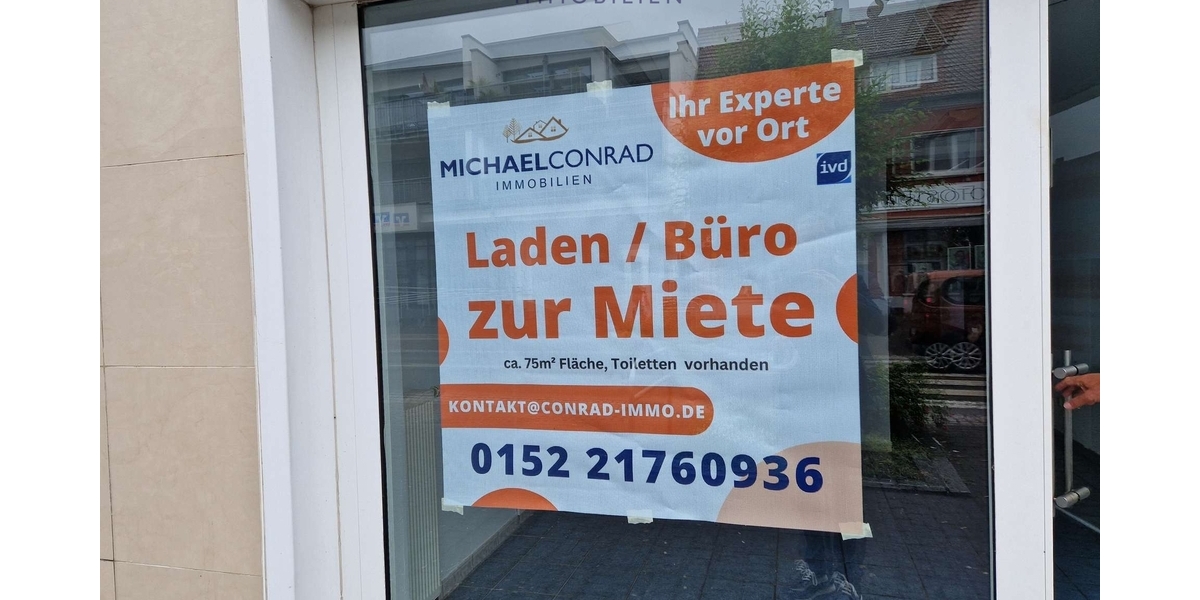 IMMOBILIEN
Ihr Experte
vor Ort
MICHAELCONRAD
IMMOBILIEN
ivd
Laden / Büro
zur Miete
ca. 75m² Fläche, Toiletten vorhanden
KONTAKT@CONRAD-IMMO.DE
0152 21760936